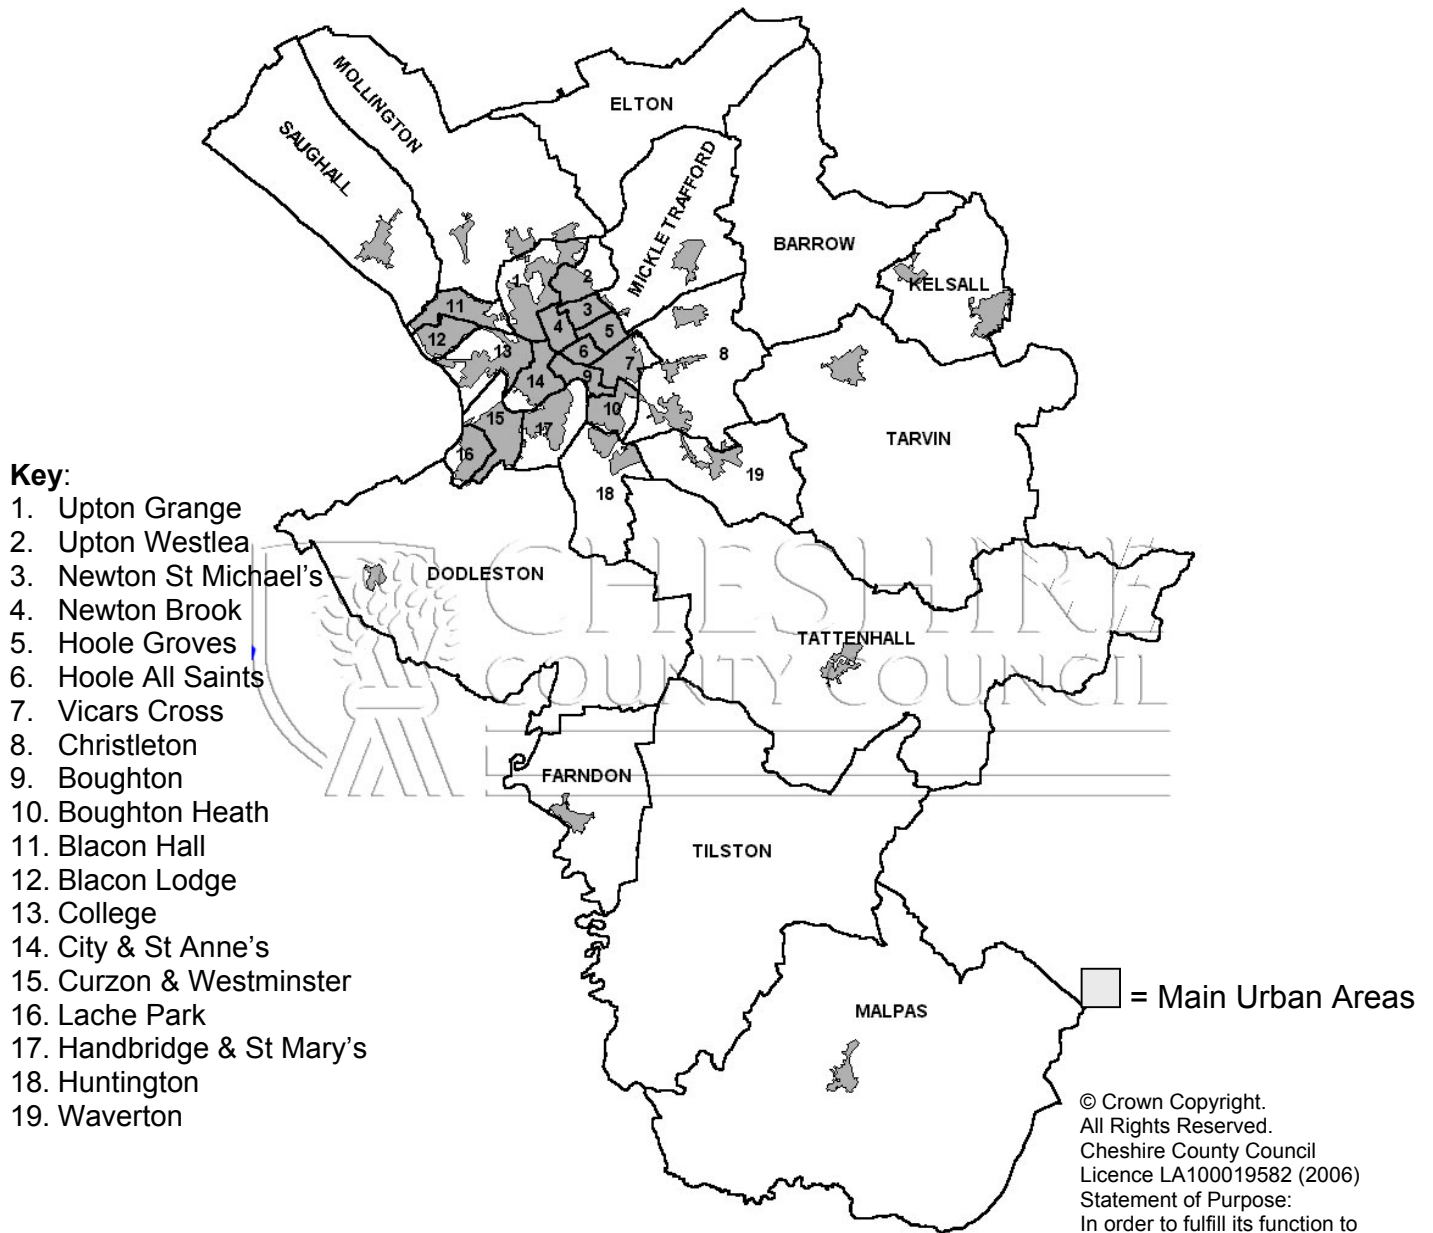 MOLLINGTON
SAUGHALL
ELTON
MICKLE TRAFFORD
BARROW
KELSALL
1
2
3
4
5
6
7
8
9
10
11
12
13
14
15
16
17
18
19
TARVIN
DODLESTON
TATTENHALL
FARNDON
TILSTON
MALPAS
CHESHIRE
COUNTY COUNCIL
Key:
1. Upton Grange
2. Upton Westlea
3. Newton St Michael’s
4. Newton Brook
5. Hoole Groves
6. Hoole All Saints
7. Vicars Cross
8. Christleton
9. Boughton
10. Boughton Heath
11. Blacon Hall
12. Blacon Lodge
13. College
14. City & St Anne’s
15. Curzon & Westminster
16. Lache Park
17. Handbridge & St Mary’s
18. Huntington
19. Waverton
= Main Urban Areas
© Crown Copyright.
All Rights Reserved.
Cheshire County Council
Licence LA100019582 (2006)
Statement of Purpose:
In order to fulfill its function to